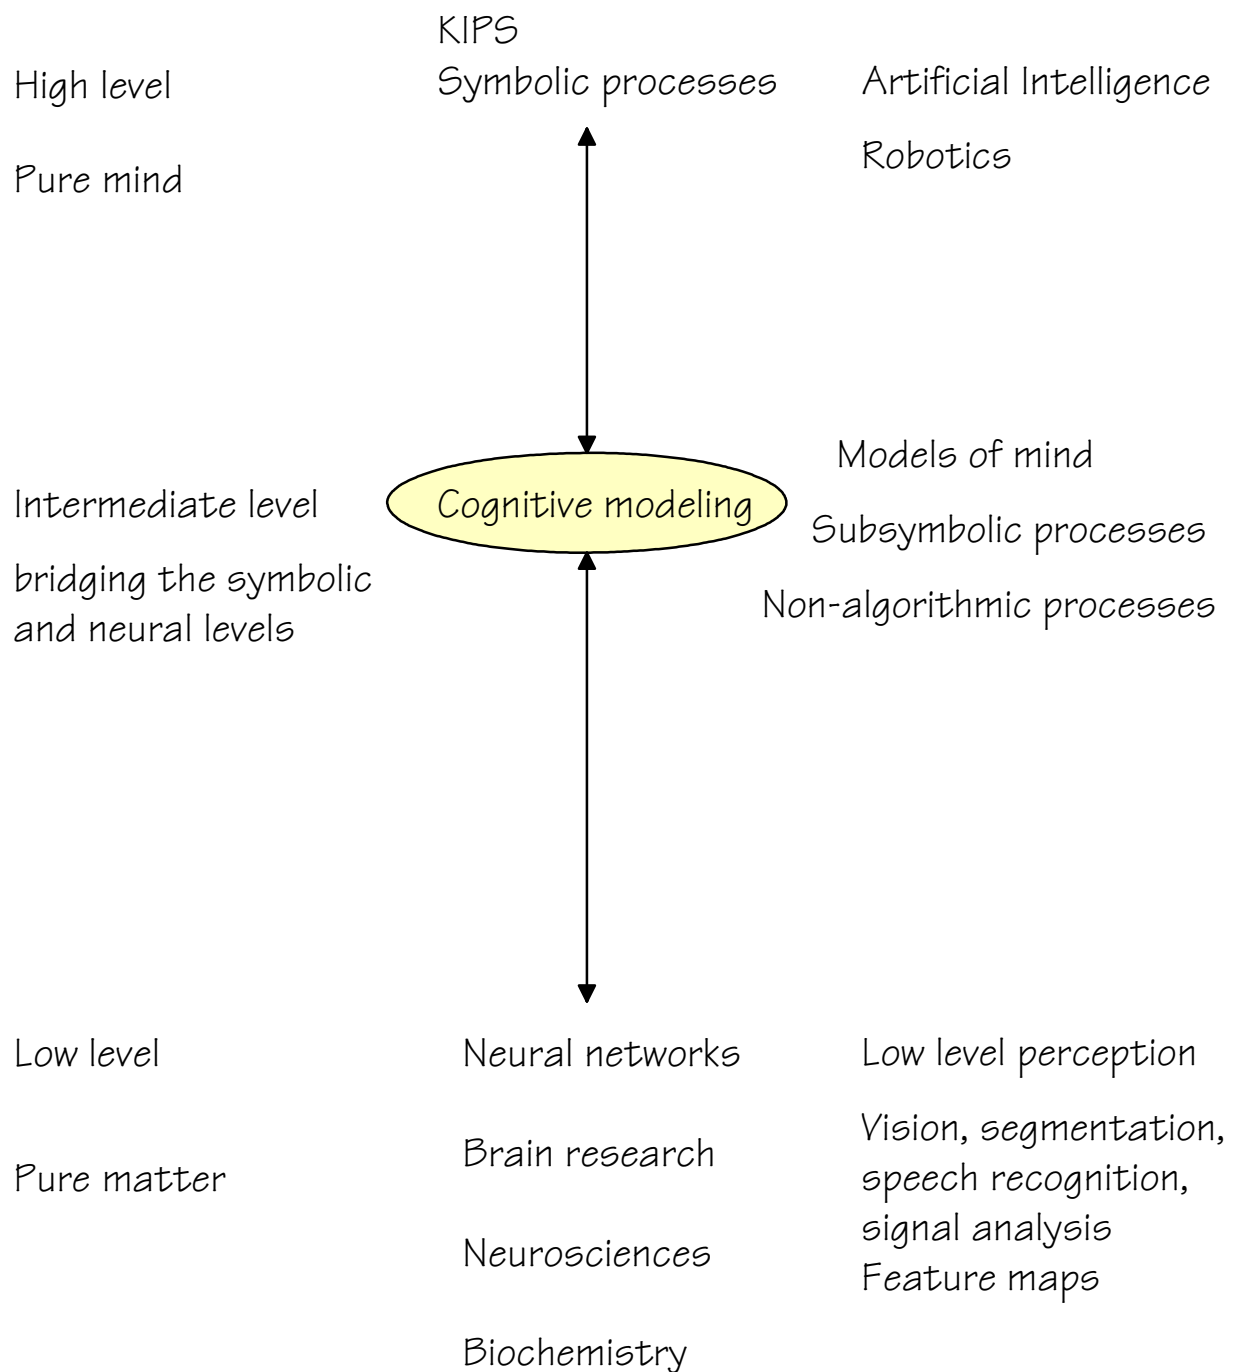 KIPS
High level
Symbolic processes
Artificial Intelligence
Pure mind
Robotics
Models of mind
Intermediate level
Cognitive modeling
Subsymbolic processes
bridging the symbolic
and neural levels
Non-algorithmic processes
Low level
Neural networks
Low level perception
Pure matter
Brain research
Vision, segmentation,
speech recognition,
signal analysis
Neurosciences
Feature maps
Biochemistry